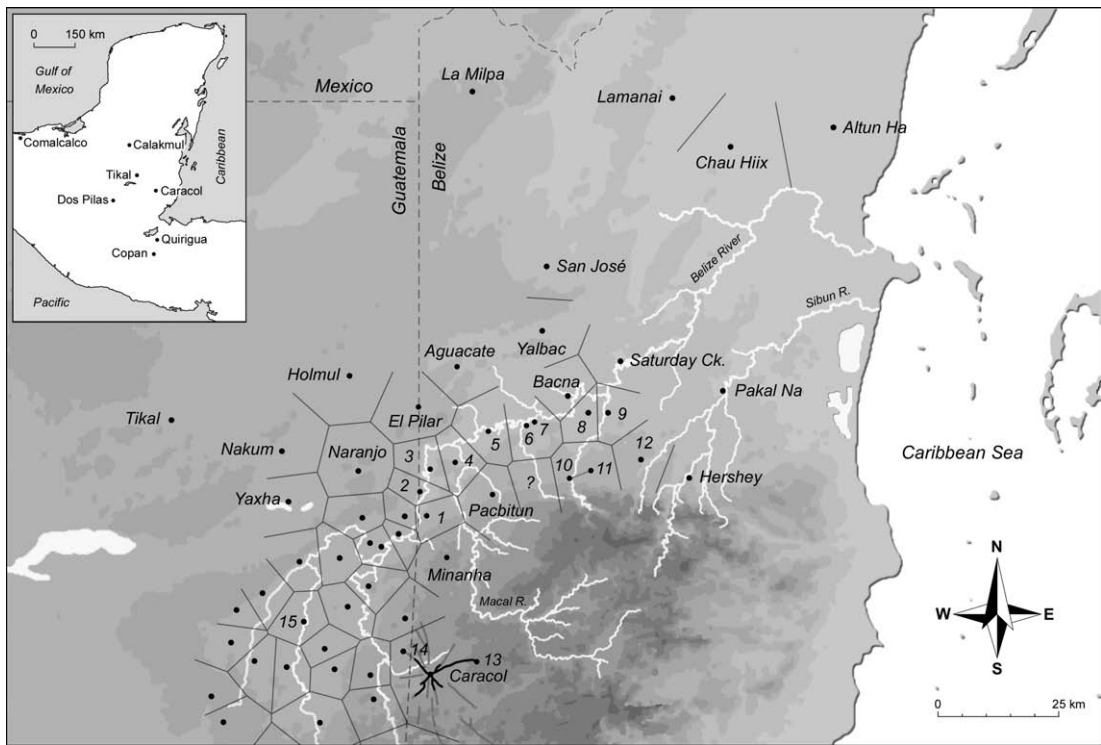 0 150 km
Gulf of
Mexico
Comalcalco
Calakmul
Caribbean
Tikal
Caracol
Dos Pilas
Quirigua
Copan
Pacific
Mexico
Guatemala
Belize
La Milpa
Lamanai
Altun Ha
Chau Hiix
San José
Belize River
Sibun R.
Yalbac
Aguacate
Saturday Ck.
Holmul
Bacna
Pakal Na
El Pilar
Tikal
9
8
7
6
5
12
Caribbean Sea
Nakum
Naranjo
3
4
10
11
Hershey
2
?
Yaxha
Pacbitun
1
Minanha
Macal R.
N
W
E
S
15
14
13
Caracol
0 25 km